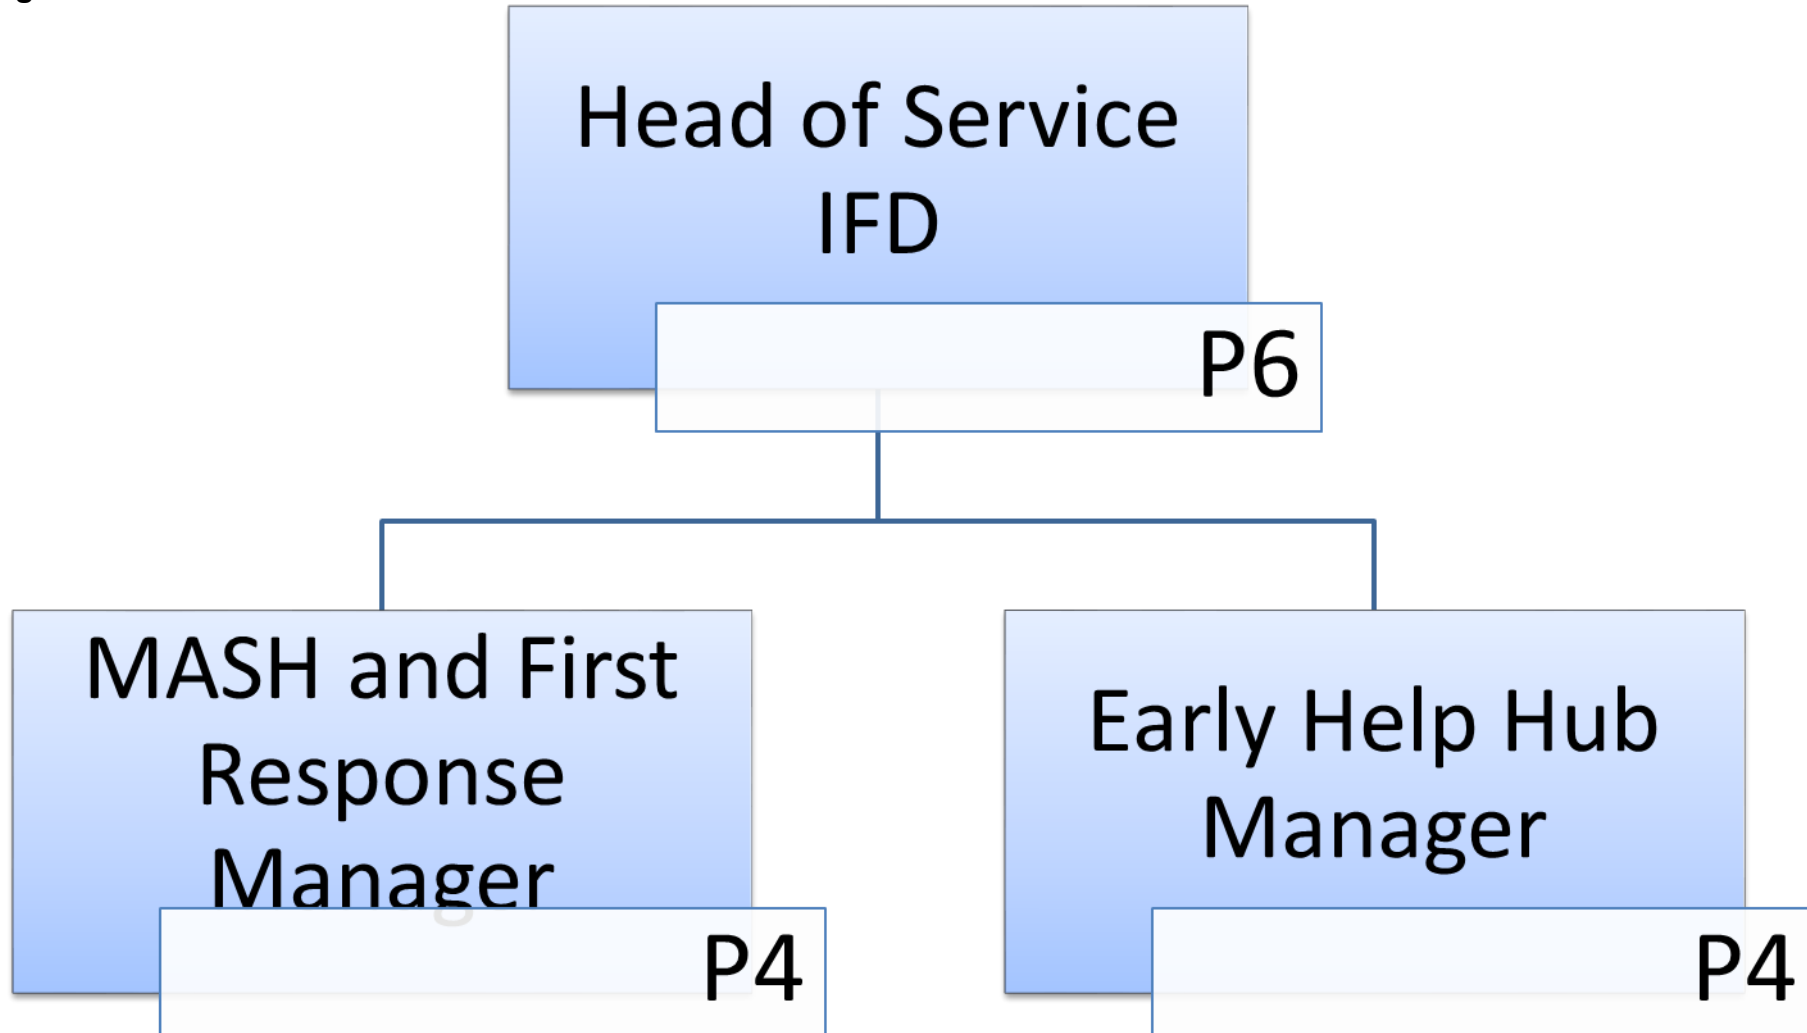 Head of Service
IFD
P6
MASH and First
Response
Manager
P4
Early Help Hub
Manager
P4